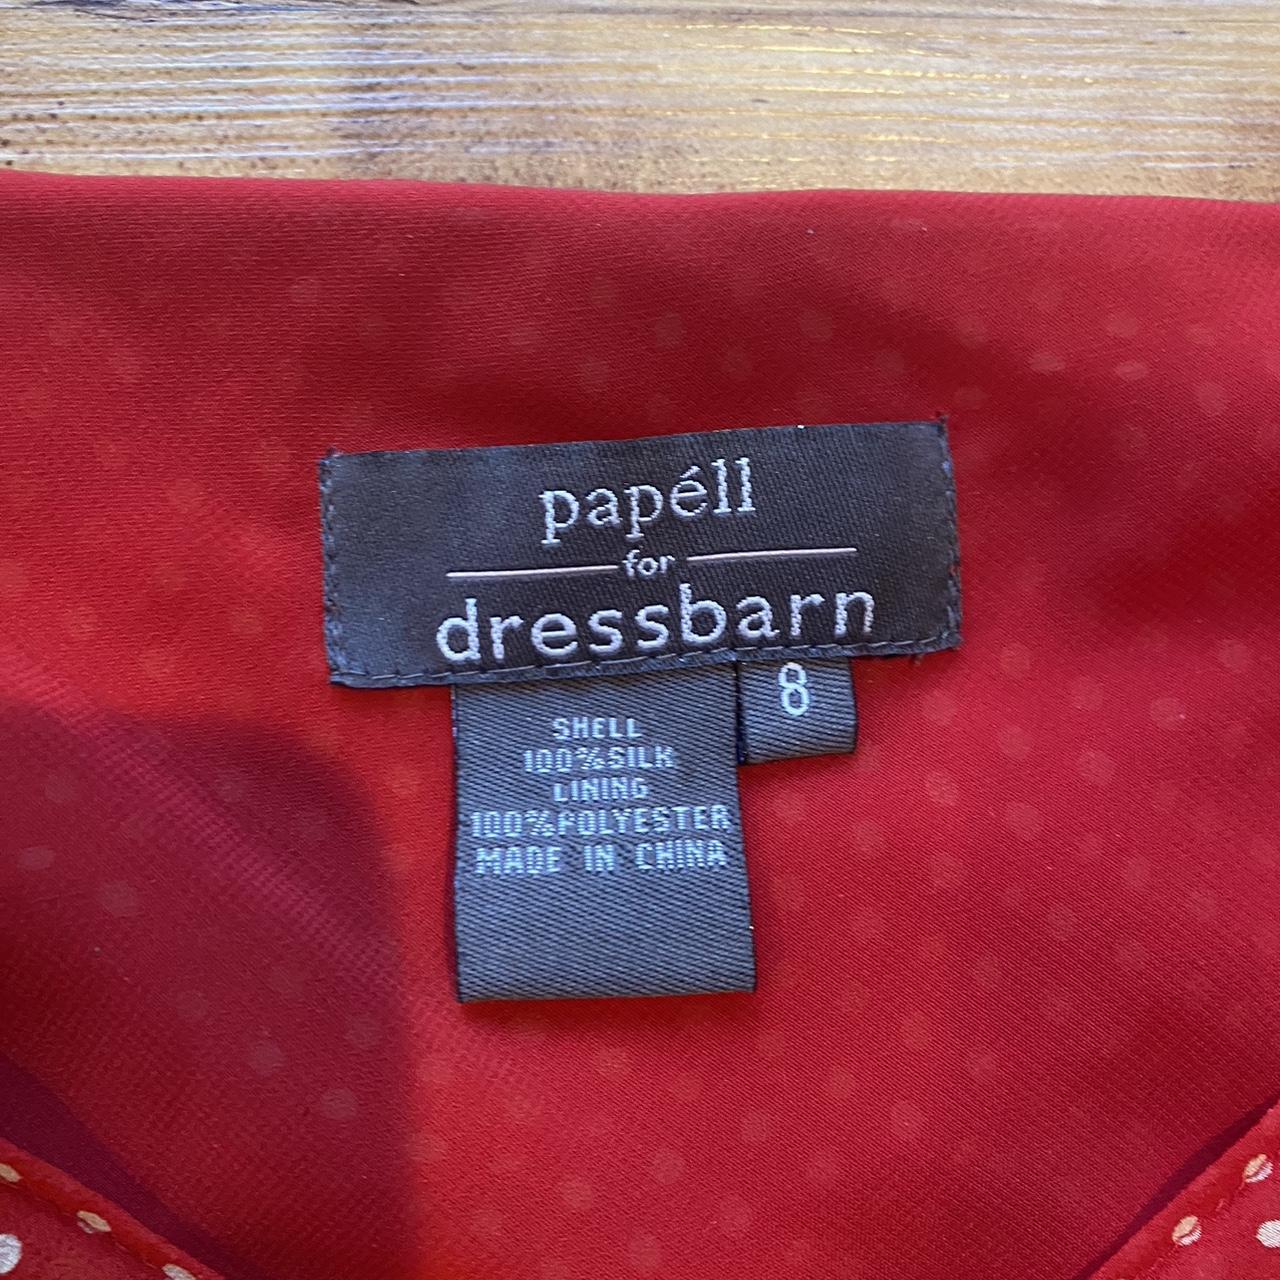 papéll
for
dressbarn
8
SHELL
100%SILK
LINING
100%POLYESTER
MADE IN CHINA